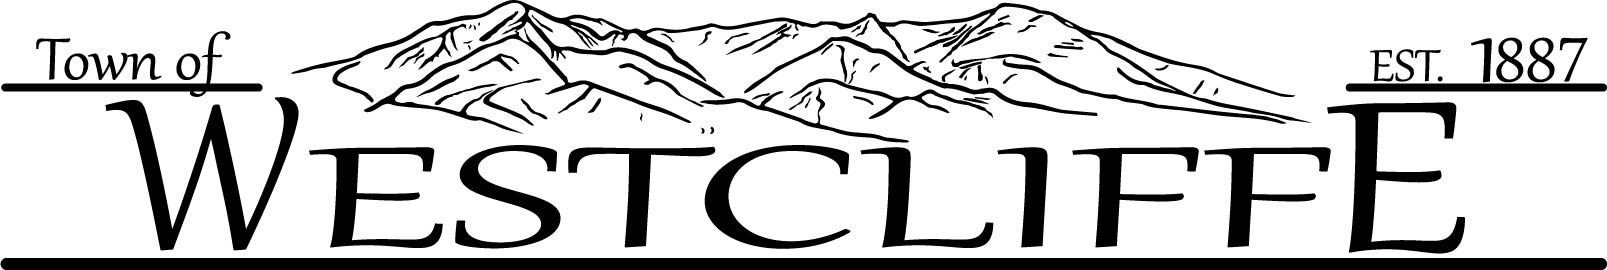 Town of
EST. 1887
WESTCLIFFE